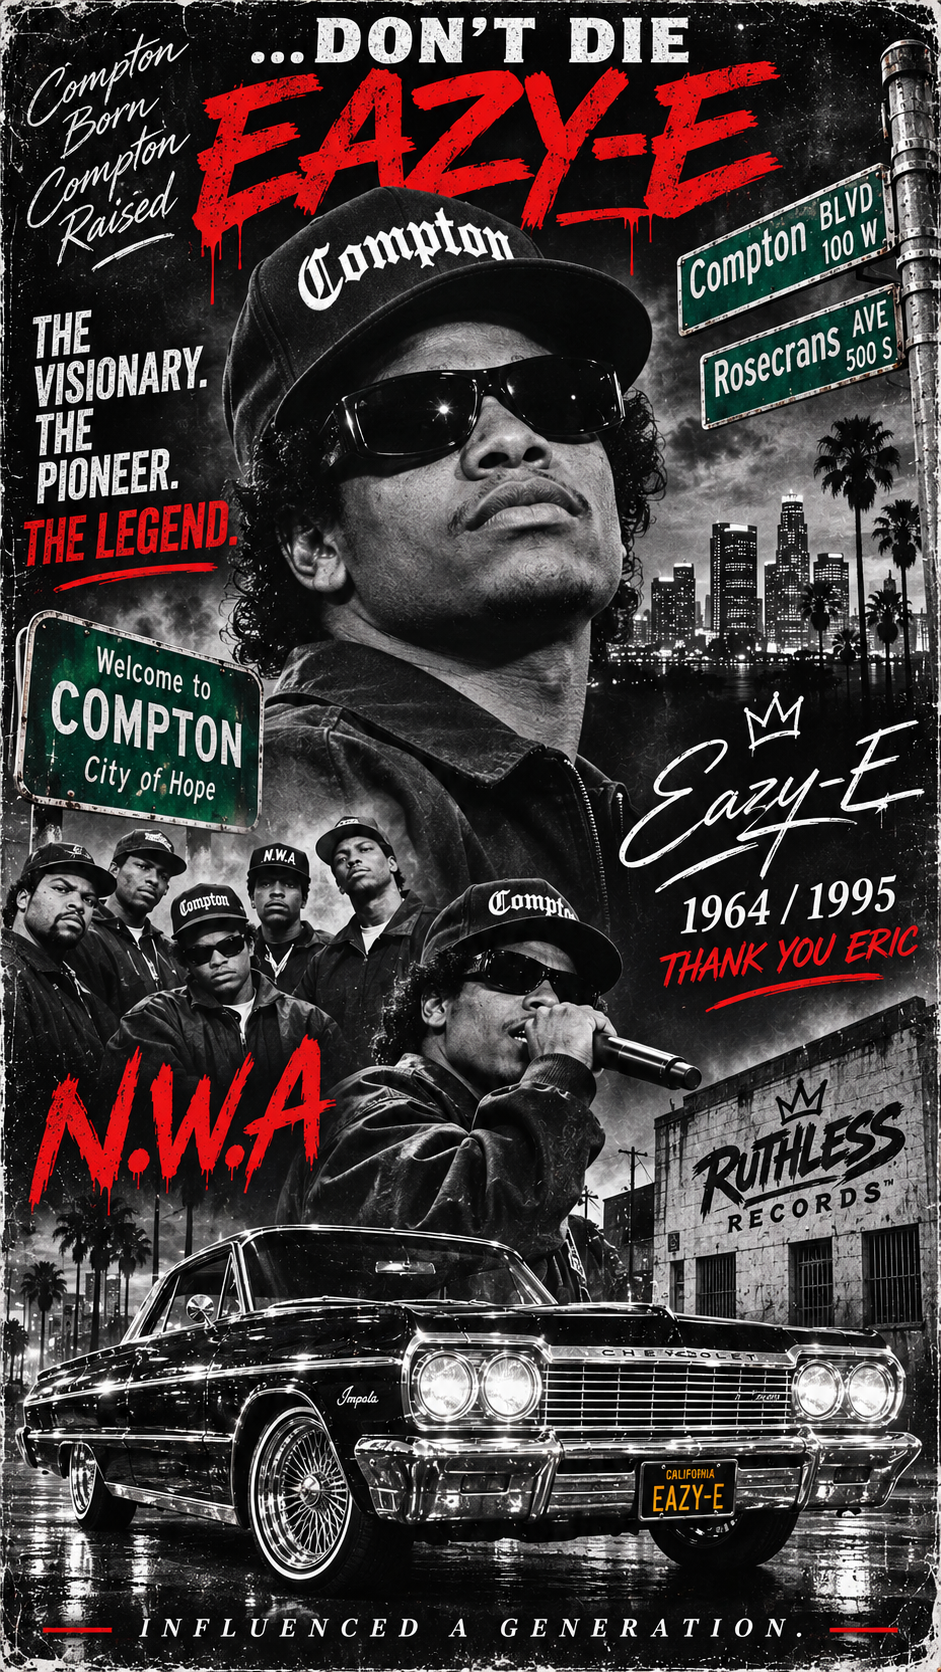 ...DON'T DIE
EAZY-E
Compton
Born
Compton
Raised
Compton
Compton BLVD
100 W
Rosecrans AVE
500 S
THE
VISIONARY.
THE
PIONEER.
THE LEGEND.
Welcome to
COMPTON
City of Hope
Eazy-E
1964 / 1995
THANK YOU ERIC
N.W.A
Compton
Compto
N.W.A
RUTHLESS
RECORDS™
CHEVROLET
Impala
CALIFORNIA
EAZY-E
INFLUENCED A GENERATION.